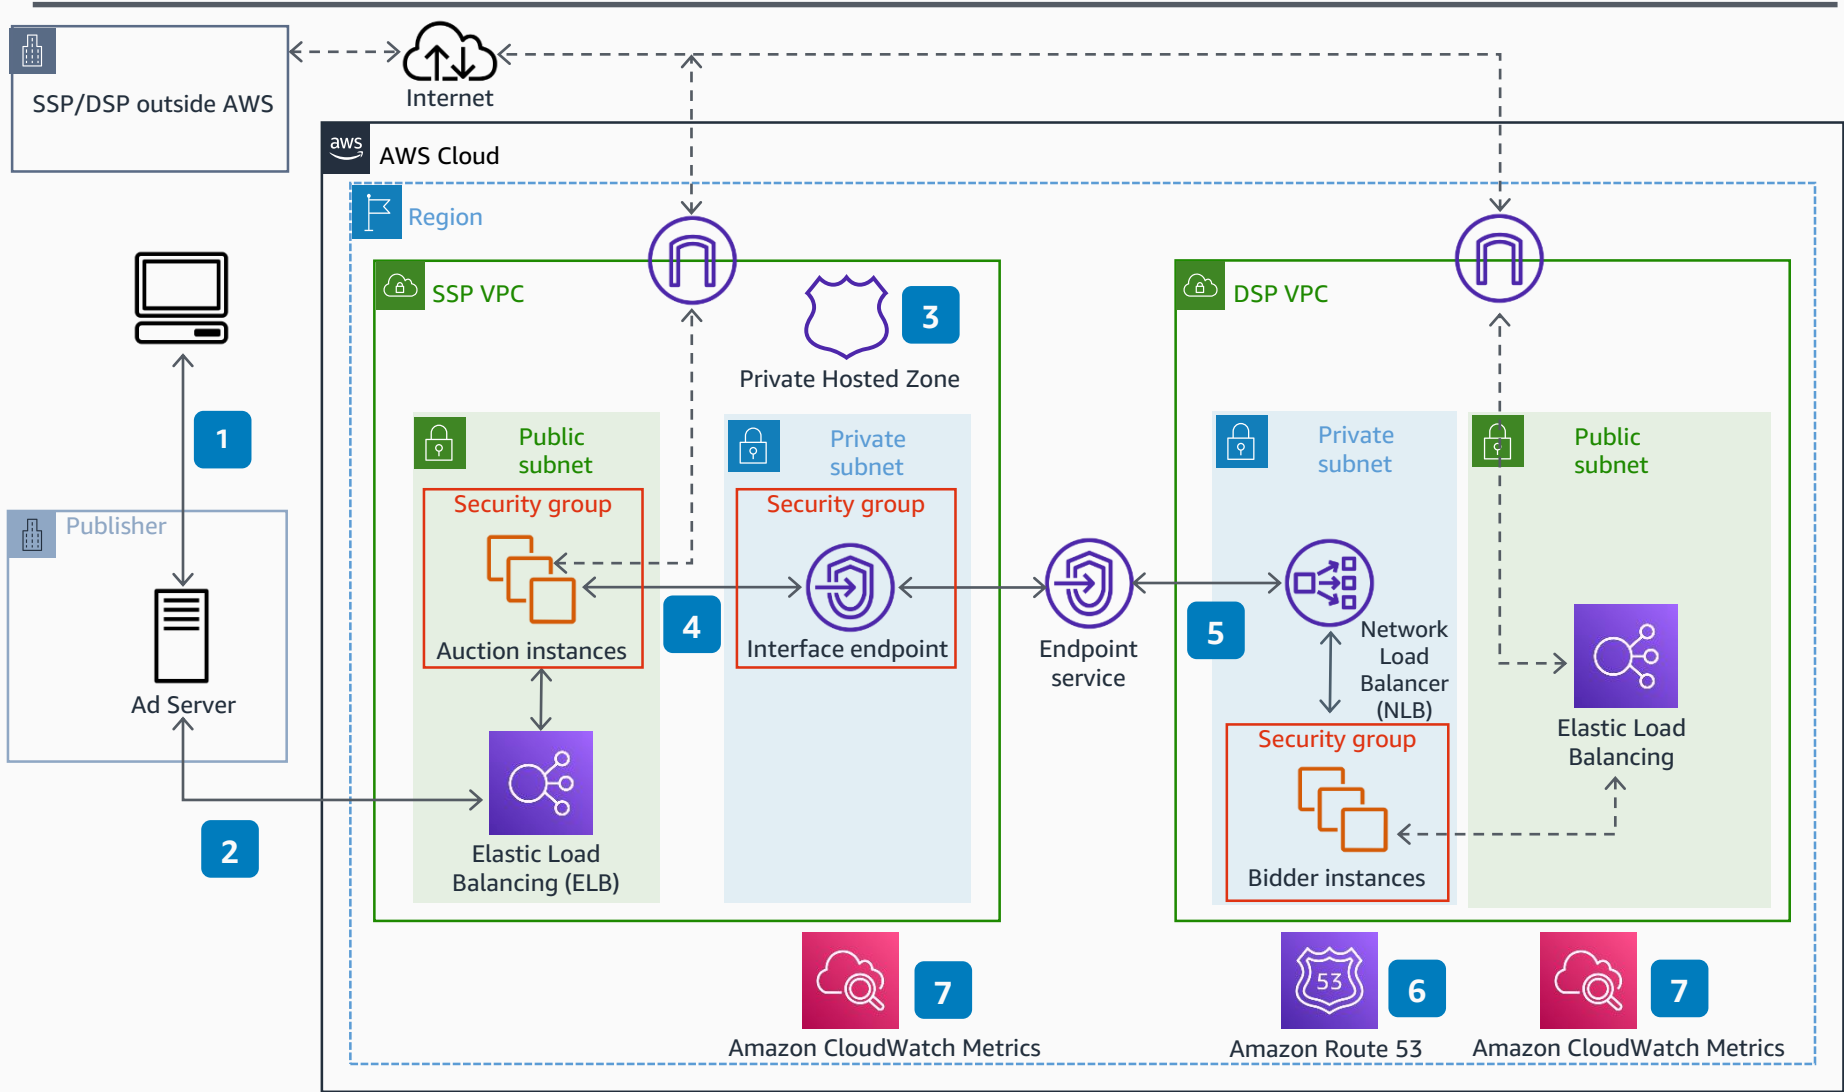 SSP/DSP outside AWS
Internet
aws
AWS Cloud
Region
SSP VPC
3
Private Hosted Zone
DSP VPC
1
Public
subnet
Private
subnet
Private
subnet
Public
subnet
Publisher
Security group
Security group
Auction instances
4
Interface endpoint
Endpoint
service
5
Network
Load
Balancer
(NLB)
Ad Server
Elastic Load
Balancing
Security group
2
Elastic Load
Balancing (ELB)
Bidder instances
7
53
6
7
Amazon CloudWatch Metrics
Amazon Route 53
Amazon CloudWatch Metrics